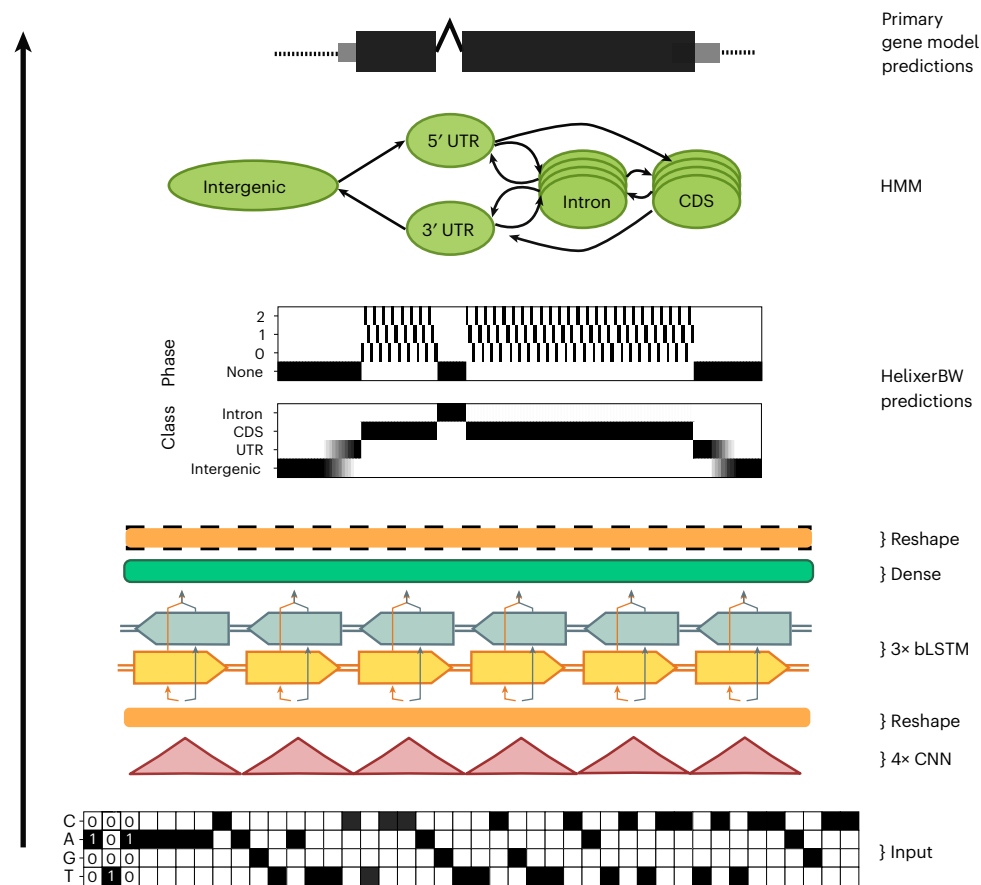 Primary
gene model
predictions
5′ UTR
Intergenic
Intron
CDS
3′ UTR
HMM
Phase
2
1
0
None
HelixerBW
predictions
Class
Intron
CDS
UTR
Intergenic
} Reshape
} Dense
} 3× bLSTM
} Reshape
} 4× CNN
C 0 0 0
A 1 0 1
G 0 0 0
T 0 1 0
} Input